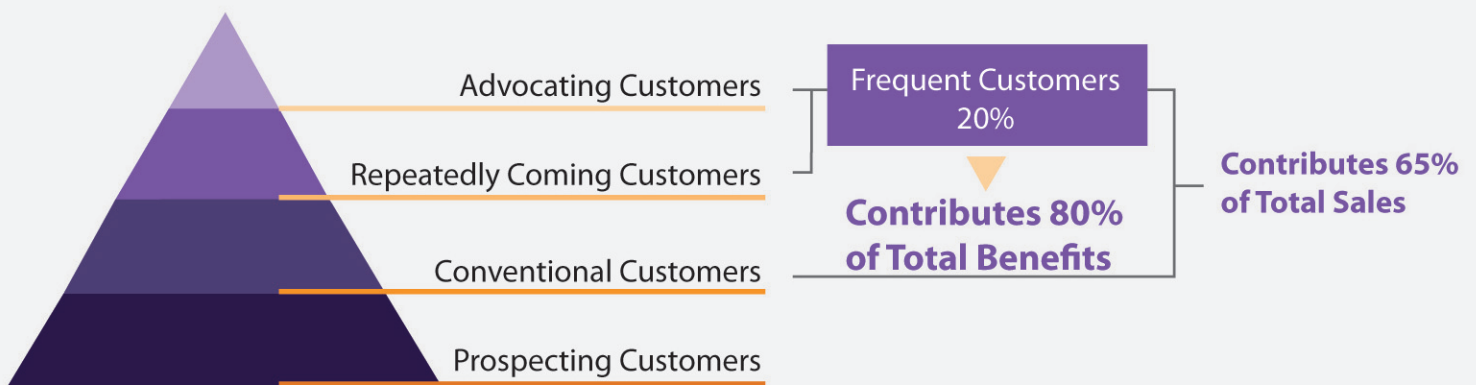 Advocating Customers
Repeatedly Coming Customers
Conventional Customers
Prospecting Customers
Frequent Customers
20%
Contributes 80%
of Total Benefits
Contributes 65%
of Total Sales